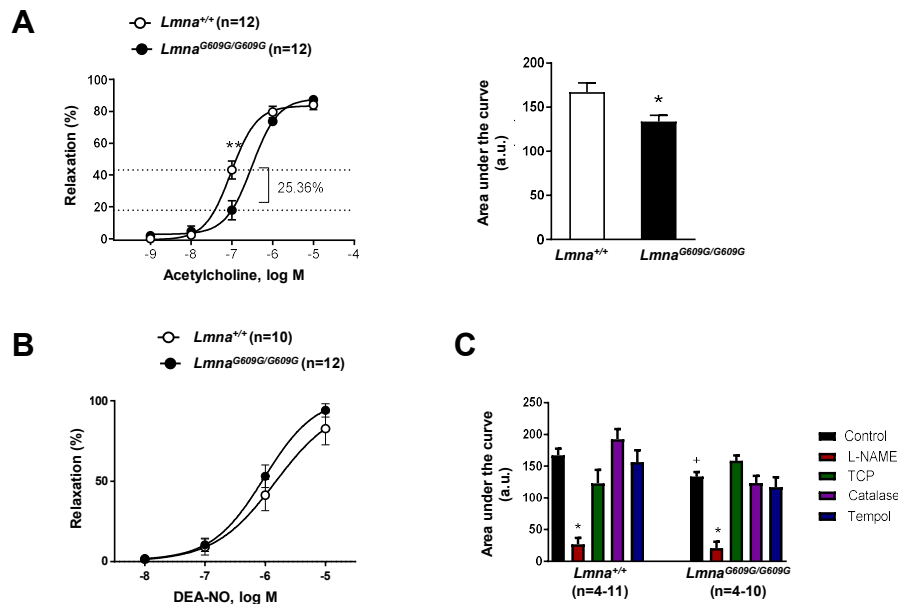 A
Lmna+/+ (n=12)
LmnaG609G/G609G (n=12)
100
80
60
40
20
0
Relaxation (%)
**
25.36%
-9 -8 -7 -6 -5 -4
Acetylcholine, log M
200
150
100
50
0
Area under the curve
(a.u.)
*
Lmna+/+ LmnaG609G/G609G
B
Lmna+/+ (n=10)
LmnaG609G/G609G (n=12)
100
50
0
Relaxation (%)
-8 -7 -6 -5
DEA-NO, log M
C
250
200
150
100
50
0
Area under the curve
(a.u.)
*
+
*
Lmna+/+ LmnaG609G/G609G
(n=4-11) (n=4-10)
Control
L-NAME
TCP
Catalase
Tempol